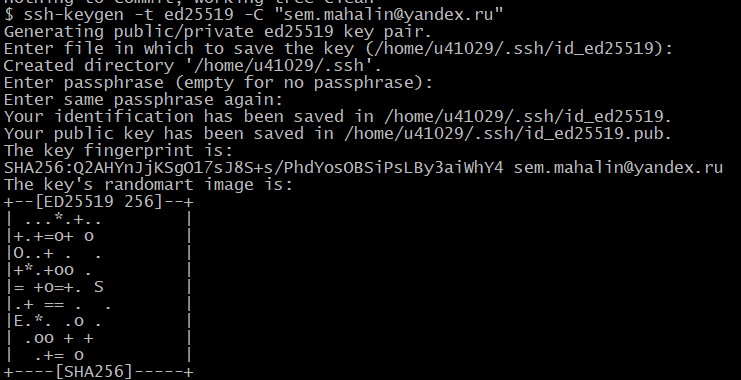 nothing to commit, working tree clean
$ ssh-keygen -t ed25519 -C "sem.mahalin@yandex.ru"
Generating public/private ed25519 key pair.
Enter file in which to save the key (/home/u41029/.ssh/id_ed25519):
Created directory '/home/u41029/.ssh'.
Enter passphrase (empty for no passphrase):
Enter same passphrase again:
Your identification has been saved in /home/u41029/.ssh/id_ed25519.
Your public key has been saved in /home/u41029/.ssh/id_ed25519.pub.
The key fingerprint is:
SHA256:Q2AHYnJjKSgO17sJ8S+s/PhdYosOBSiPsLBy3aiWhY4 sem.mahalin@yandex.ru
The key's randomart image is:
+--[ED25519 256]--+
| ...*.+..        |
|+.+=o+ o         |
|O..+ .  .        |
|+*.+oo .         |
|= +o=+. S        |
|.+ == .  .       |
|E.*. .o .        |
| .oo + +         |
|  .+= o          |
+----[SHA256]-----+